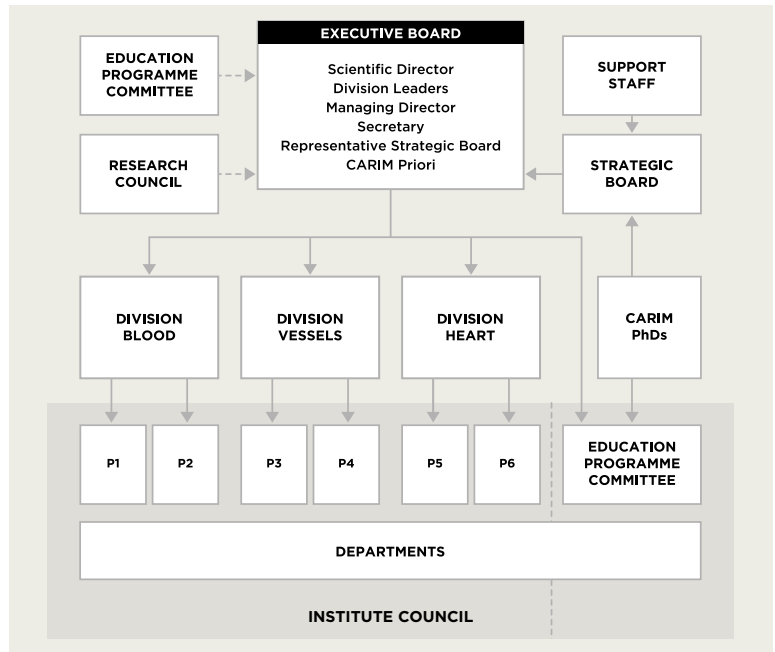 EXECUTIVE BOARD
Scientific Director
Division Leaders
Managing Director
Secretary
Representative Strategic Board
CARIM Priori
EDUCATION
PROGRAMME
COMMITTEE
RESEARCH
COUNCIL
SUPPORT
STAFF
STRATEGIC
BOARD
DIVISION
BLOOD
DIVISION
VESSELS
DIVISION
HEART
CARIM
PhDs
P1
P2
P3
P4
P5
P6
EDUCATION
PROGRAMME
COMMITTEE
DEPARTMENTS
INSTITUTE COUNCIL